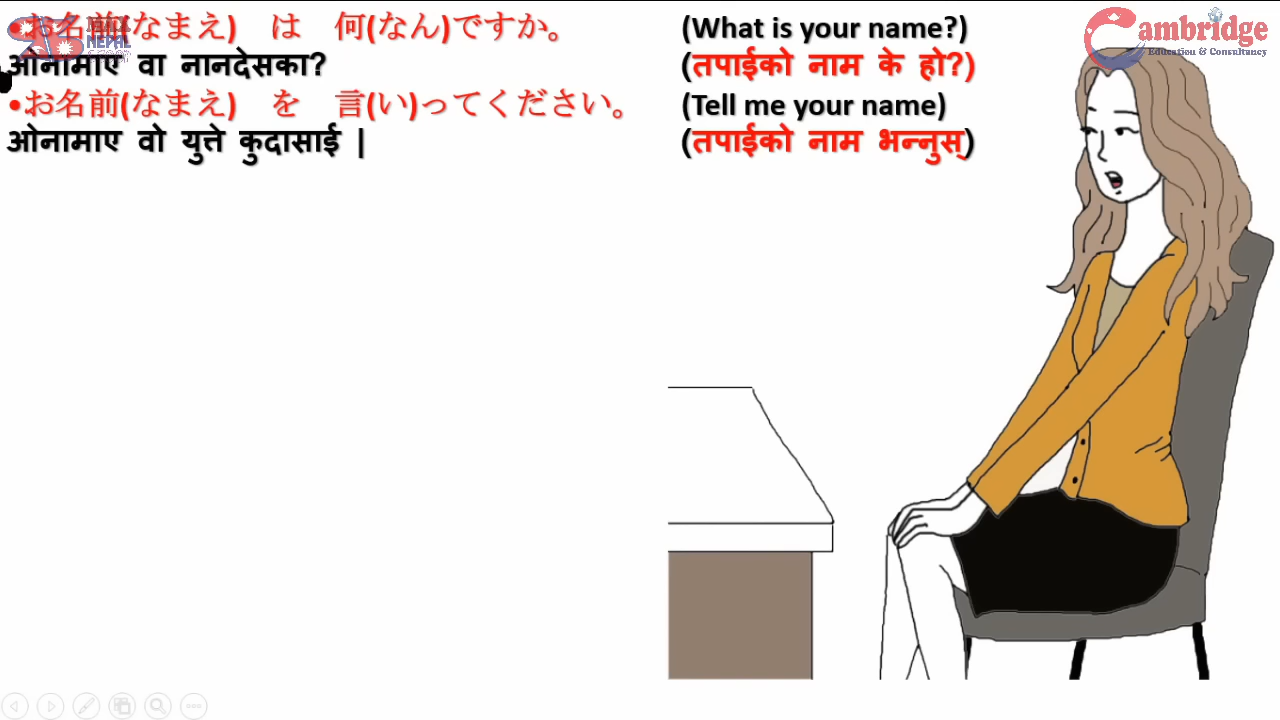 •お名前(なまえ) は 何(なん)ですか。 (What is your name?)
ओनामाए वा नानदेसका? (तपाईको नाम के हो?)
•お名前(なまえ) を 言(い)ってください。 (Tell me your name)
ओनामाए वो युत्ते कुदासाई | (तपाईको नाम भन्नुस्)
Cambridge
Education & Consultancy
NEPAL